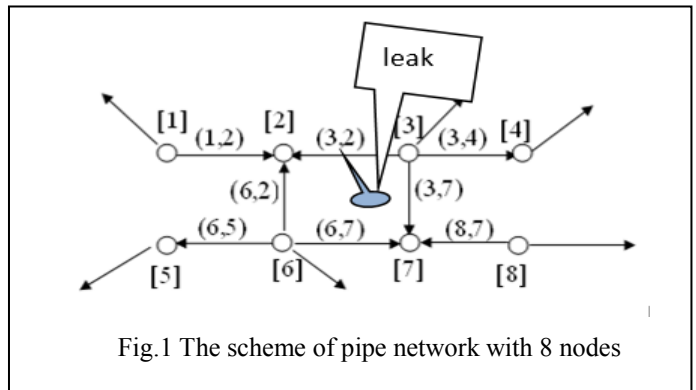 leak
[1] [2] [3] [4]
(1,2) (3,2) (3,4)
(6,2) (3,7)
(6,5) (6,7) (8,7)
[5] [6] [7] [8]
Fig.1 The scheme of pipe network with 8 nodes